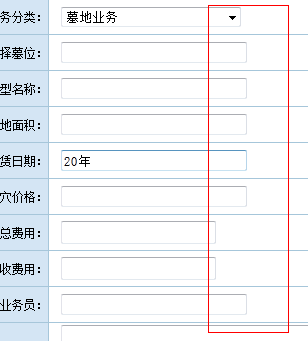 务分类：
墓地业务
择墓位：
型名称：
地面积：
赁日期：
20年
穴价格：
总费用：
收费用：
业务员：